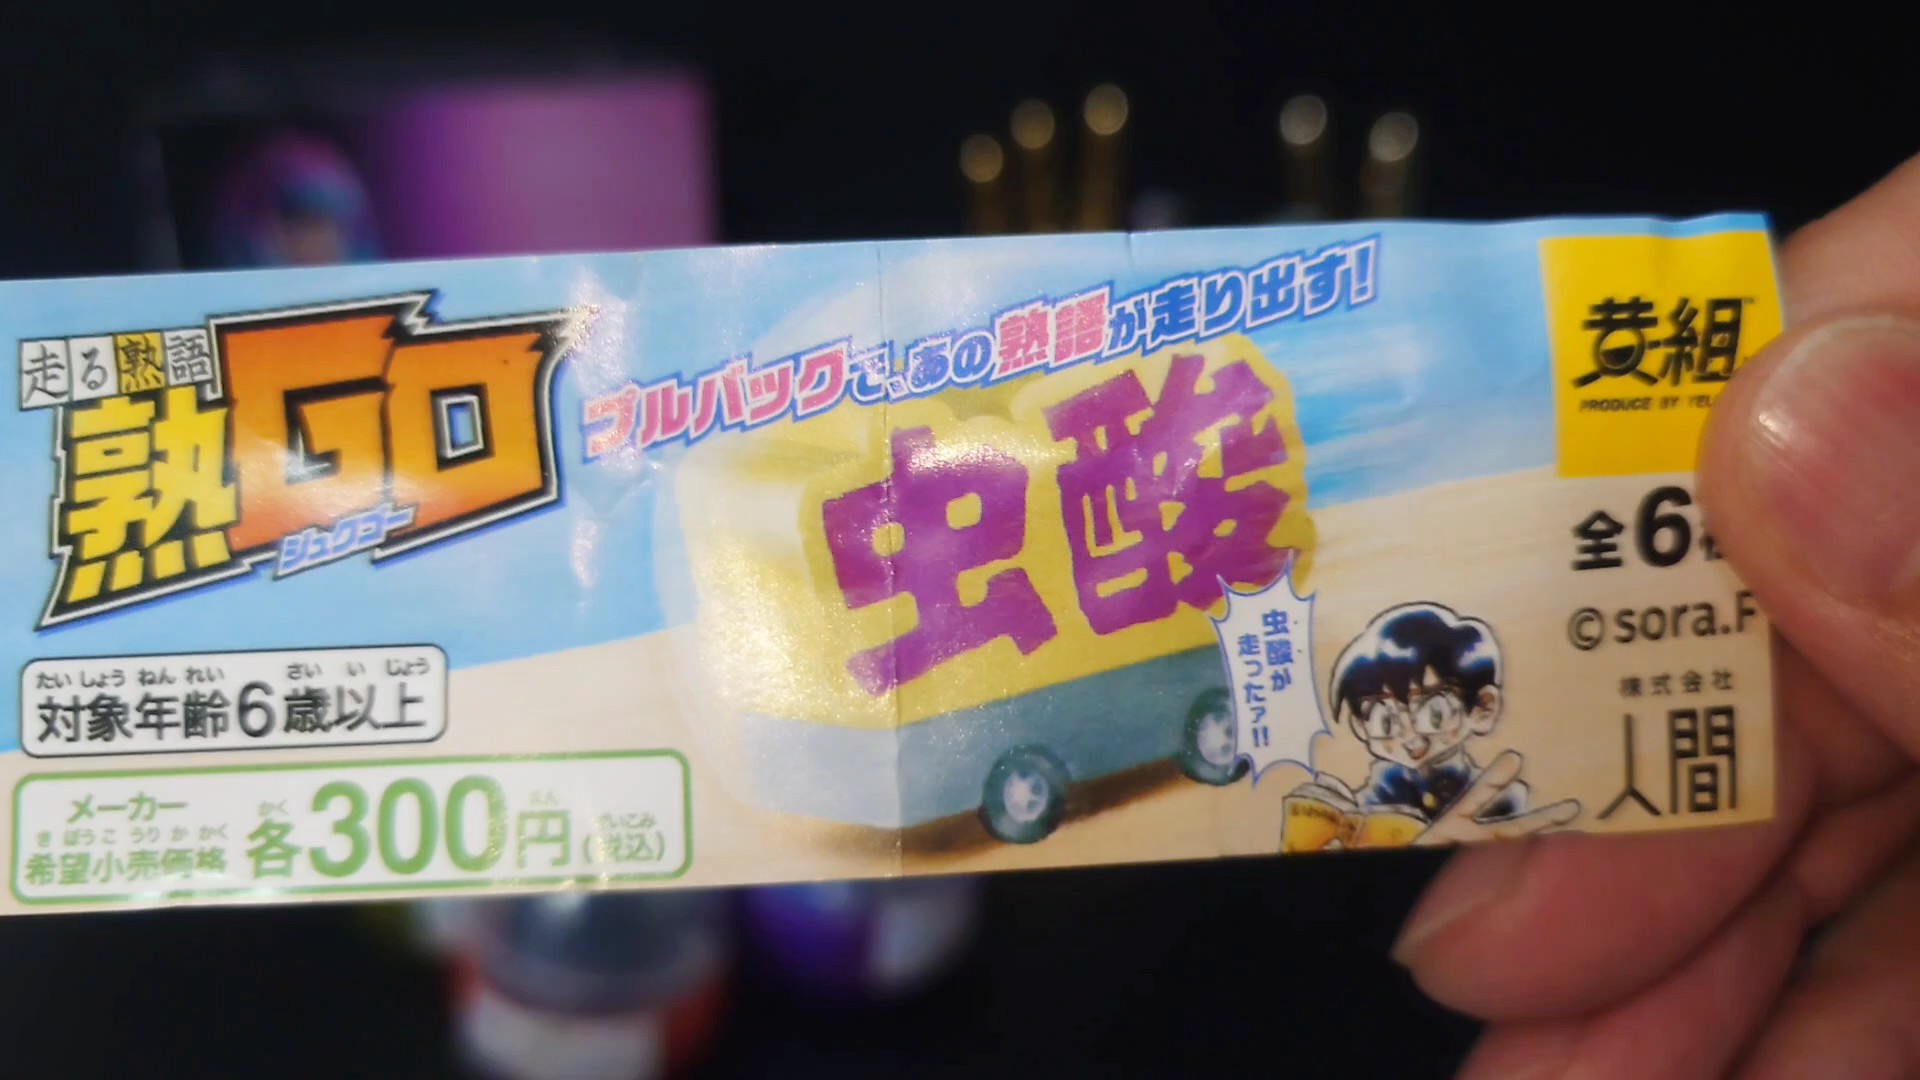 走る熟語
熟GO
ジュクゴー
プルバックで、あの熟語が走り出す!
虫酸
虫酸が
走ったァ!!
たいしょうねんれい さい いじょう
対象年齢6歳以上
メーカー
きぼうこうりかかく
希望小売価格
かく
各300円(税込)
ぜいこみ
黄組
PRODUCE BY YEL
全6
©sora.F
株式会社
人間